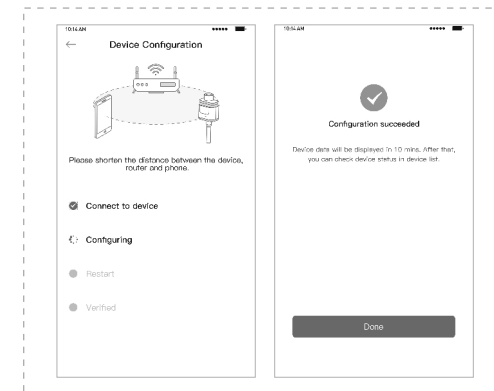 10:14 AM
Device Configuration
Please shorten the distance between the device,
router and phone.
Connect to device
Configuring
Restart
Verified
10:14 AM
Configuration succeeded
Device data will be displayed in 10 mins. After that,
you can check device status in device list.
Done